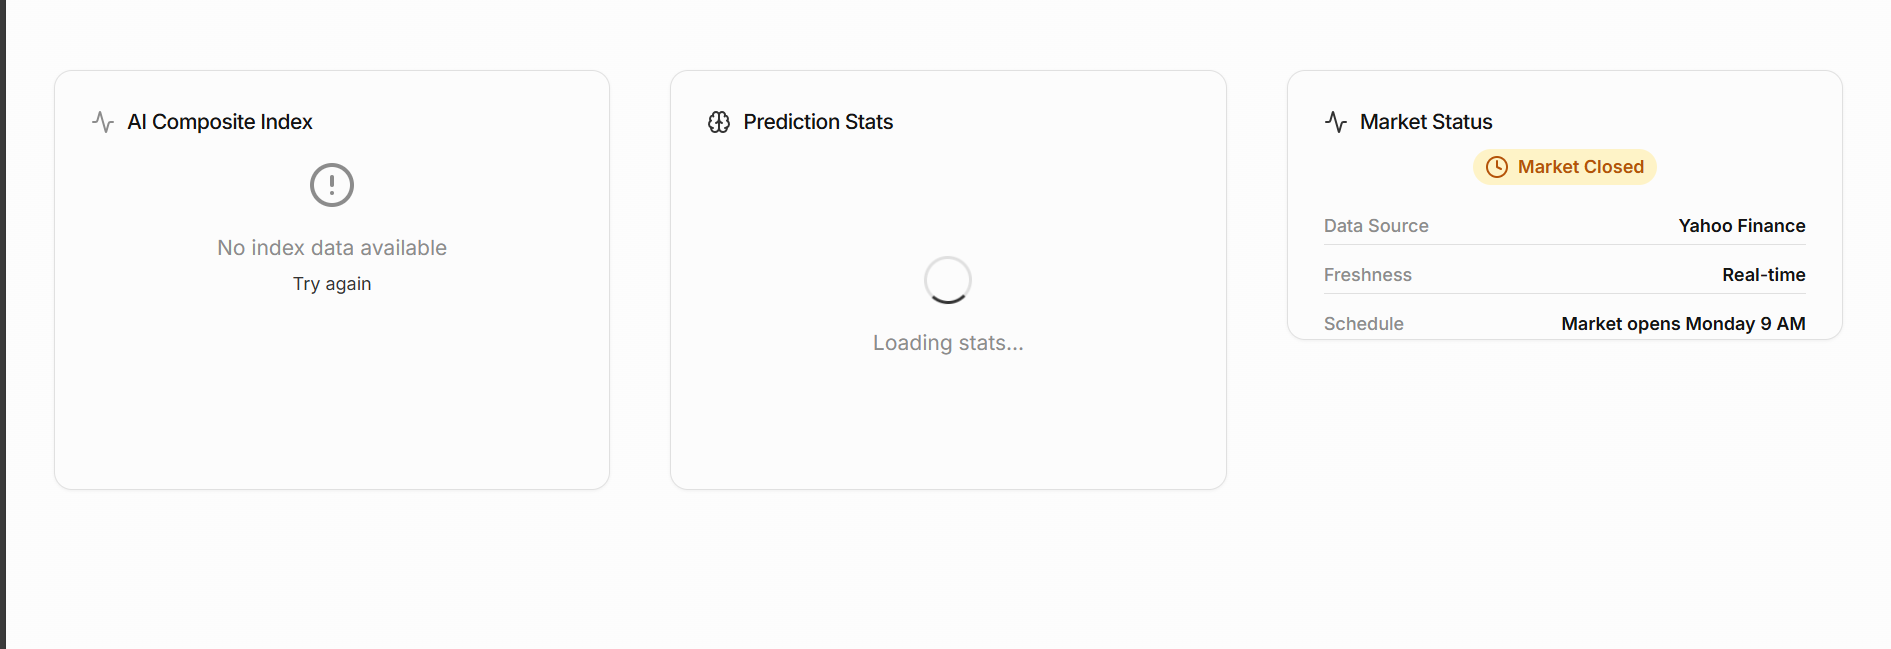 AI Composite Index
No index data available
Try again
Prediction Stats
Loading stats...
Market Status
Market Closed
Data Source Yahoo Finance
Freshness Real-time
Schedule Market opens Monday 9 AM